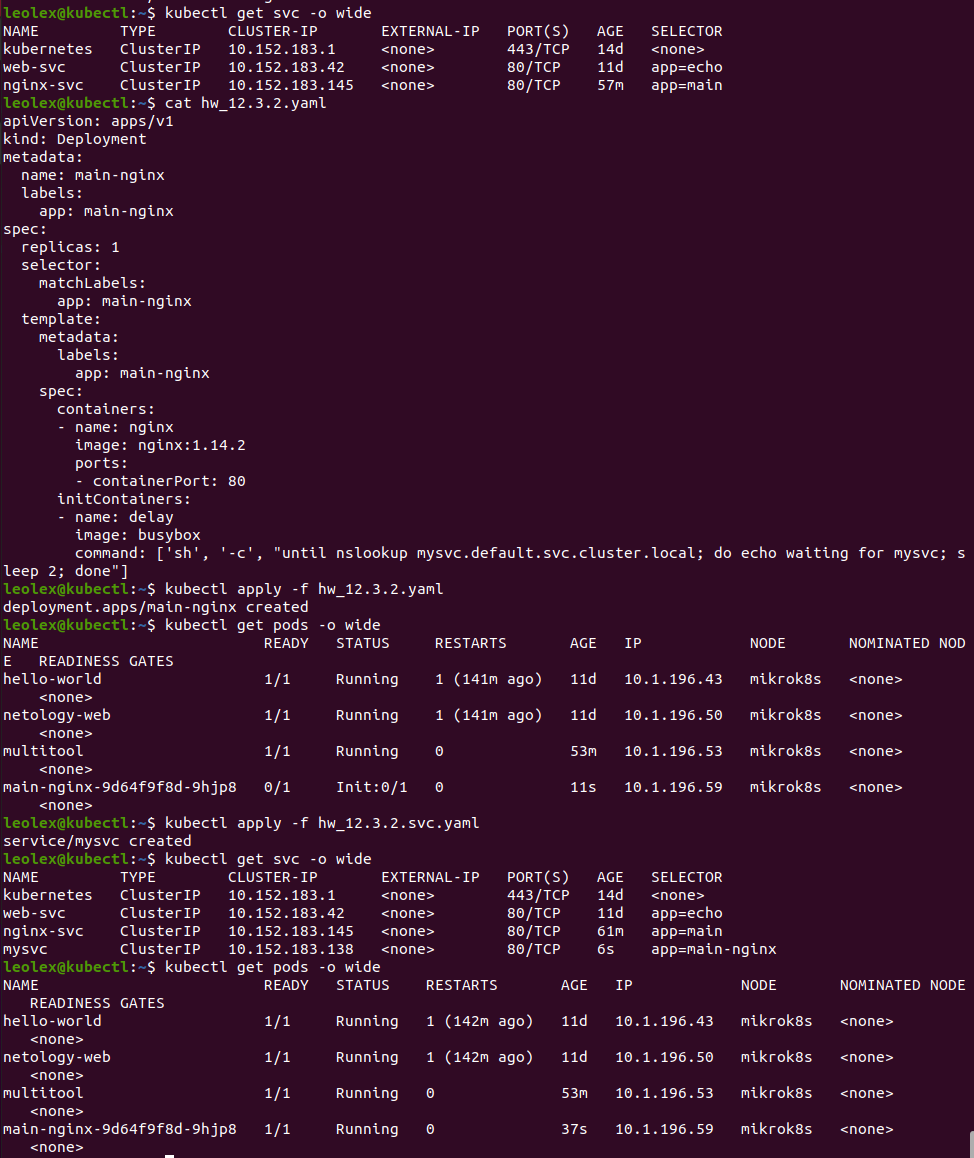 leolex@kubectl:~$ kubectl get svc -o wide
NAME         TYPE        CLUSTER-IP       EXTERNAL-IP   PORT(S)   AGE   SELECTOR
kubernetes   ClusterIP   10.152.183.1     <none>        443/TCP   14d   <none>
web-svc      ClusterIP   10.152.183.42    <none>        80/TCP    11d   app=echo
nginx-svc    ClusterIP   10.152.183.145   <none>        80/TCP    57m   app=main
leolex@kubectl:~$ cat hw_12.3.2.yaml
apiVersion: apps/v1
kind: Deployment
metadata:
  name: main-nginx
  labels:
    app: main-nginx
spec:
  replicas: 1
  selector:
    matchLabels:
      app: main-nginx
  template:
    metadata:
      labels:
        app: main-nginx
    spec:
      containers:
      - name: nginx
        image: nginx:1.14.2
        ports:
        - containerPort: 80
      initContainers:
      - name: delay
        image: busybox
        command: ['sh', '-c', "until nslookup mysvc.default.svc.cluster.local; do echo waiting for mysvc; s
leep 2; done"]
leolex@kubectl:~$ kubectl apply -f hw_12.3.2.yaml
deployment.apps/main-nginx created
leolex@kubectl:~$ kubectl get pods -o wide
NAME                         READY   STATUS     RESTARTS       AGE   IP            NODE      NOMINATED NOD
E   READINESS GATES
hello-world                  1/1     Running    1 (141m ago)   11d   10.1.196.43   mikrok8s   <none>
    <none>
netology-web                 1/1     Running    1 (141m ago)   11d   10.1.196.50   mikrok8s   <none>
    <none>
multitool                    1/1     Running    0              53m   10.1.196.53   mikrok8s   <none>
    <none>
main-nginx-9d64f9f8d-9hjp8   0/1     Init:0/1   0              11s   10.1.196.59   mikrok8s   <none>
    <none>
leolex@kubectl:~$ kubectl apply -f hw_12.3.2.svc.yaml
service/mysvc created
leolex@kubectl:~$ kubectl get svc -o wide
NAME         TYPE        CLUSTER-IP       EXTERNAL-IP   PORT(S)   AGE   SELECTOR
kubernetes   ClusterIP   10.152.183.1     <none>        443/TCP   14d   <none>
web-svc      ClusterIP   10.152.183.42    <none>        80/TCP    11d   app=echo
nginx-svc    ClusterIP   10.152.183.145   <none>        80/TCP    61m   app=main
mysvc        ClusterIP   10.152.183.138   <none>        80/TCP    6s    app=main-nginx
leolex@kubectl:~$ kubectl get pods -o wide
NAME                         READY   STATUS    RESTARTS       AGE   IP            NODE       NOMINATED NODE
   READINESS GATES
hello-world                  1/1     Running   1 (142m ago)   11d   10.1.196.43   mikrok8s   <none>
   <none>
netology-web                 1/1     Running   1 (142m ago)   11d   10.1.196.50   mikrok8s   <none>
   <none>
multitool                    1/1     Running   0              53m   10.1.196.53   mikrok8s   <none>
   <none>
main-nginx-9d64f9f8d-9hjp8   1/1     Running   0              37s   10.1.196.59   mikrok8s   <none>
   <none>